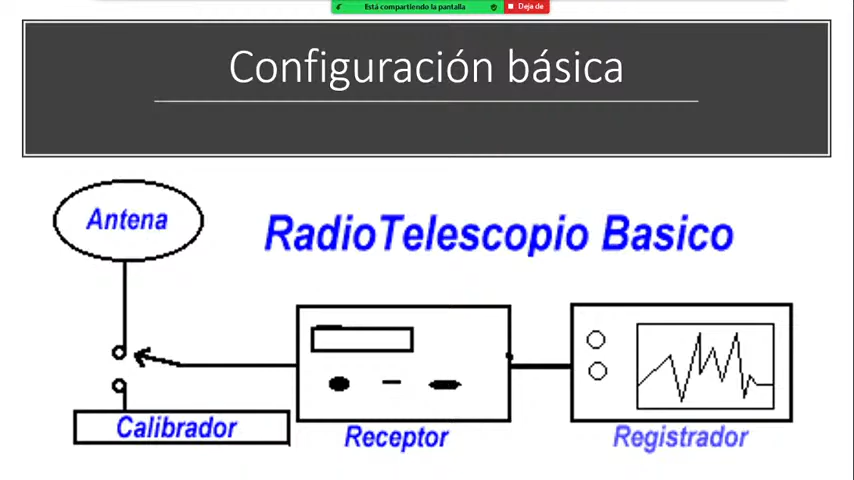 Está compartiendo la pantalla
Deje de
Configuración básica
Antena
RadioTelescopio Basico
Calibrador
Receptor
Registrador